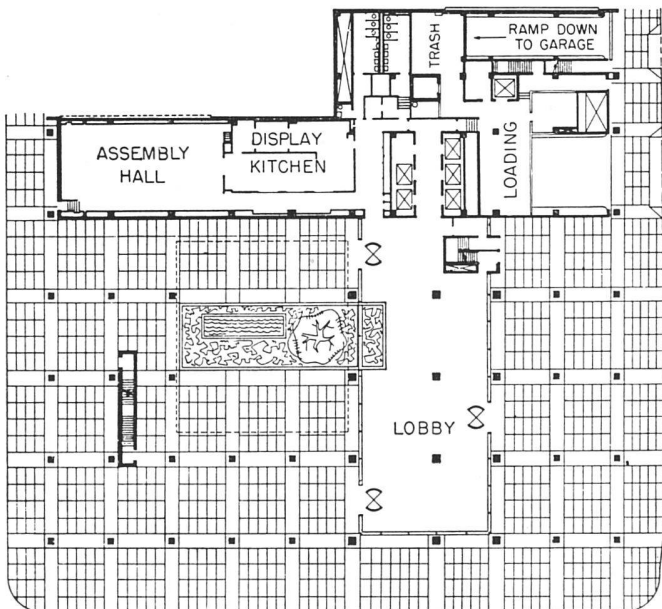 RAMP DOWN
TO GARAGE
TRASH
DISPLAY
KITCHEN
ASSEMBLY
HALL
LOADING
LOBBY